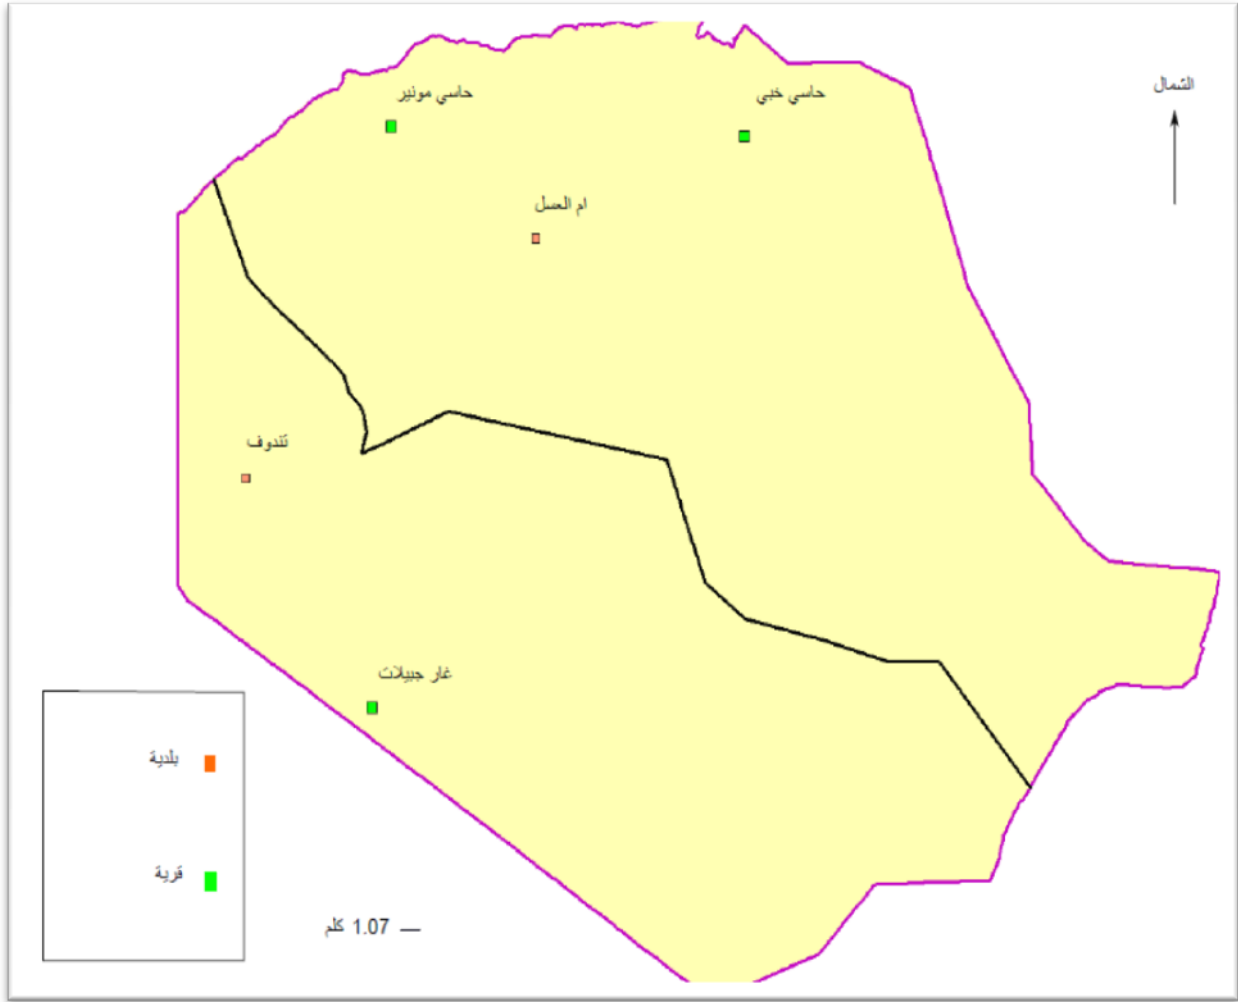 حاسي خبي
حاسي مونير
الشمال
ام العسل
تندوف
غار جبيلات
بلدية
قرية
1.07 كلم